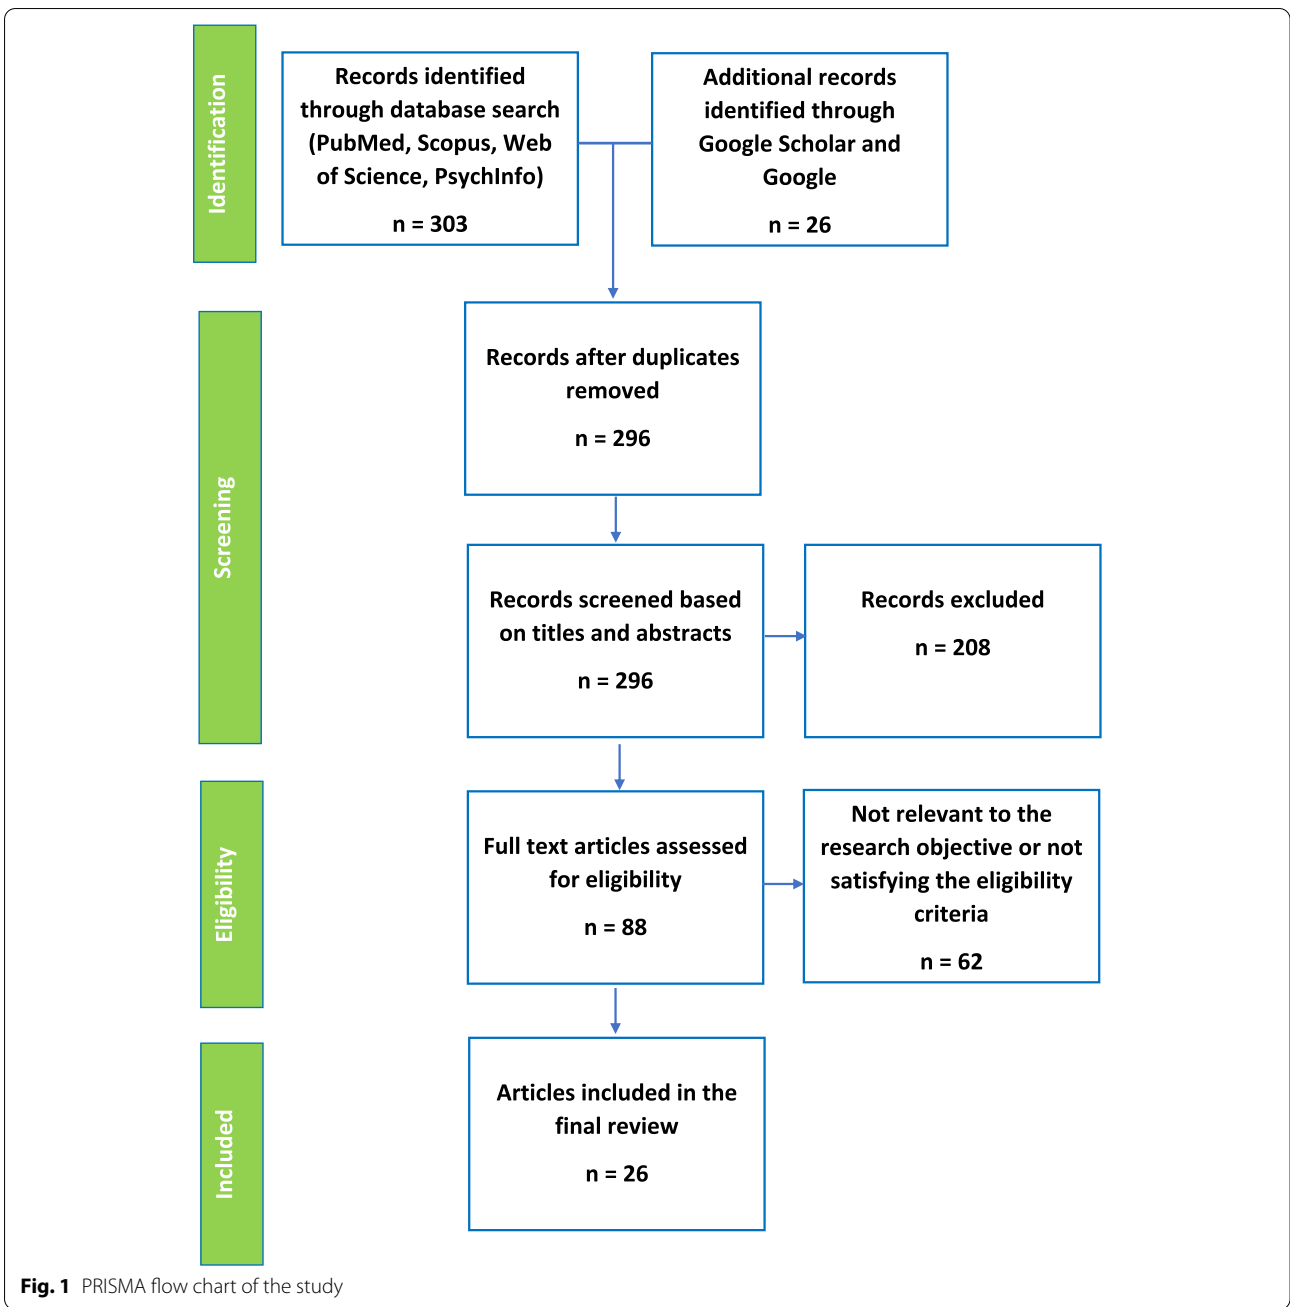 Identification
Records identified
through database search
(PubMed, Scopus, Web
of Science, PsychInfo)
n = 303
Additional records
identified through
Google Scholar and
Google
n = 26
Screening
Records after duplicates
removed
n = 296
Records screened based
on titles and abstracts
n = 296
Records excluded
n = 208
Eligibility
Full text articles assessed
for eligibility
n = 88
Not relevant to the
research objective or not
satisfying the eligibility
criteria
n = 62
Included
Articles included in the
final review
n = 26
Fig. 1 PRISMA flow chart of the study